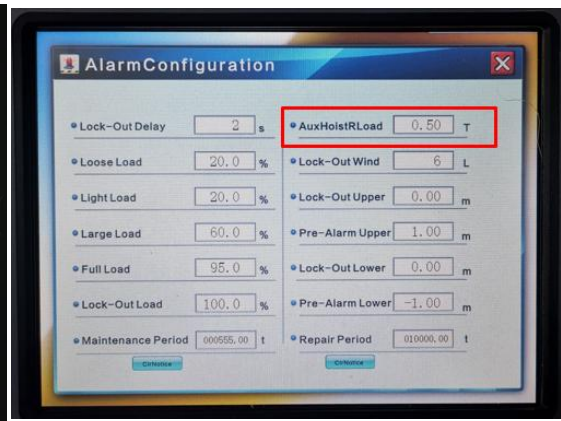 AlarmConfiguration
Lock-Out Delay 2 s
AuxHoistRLoad 0.50 T
Loose Load 20.0 %
Lock-Out Wind 6 L
Light Load 20.0 %
Lock-Out Upper 0.00 m
Large Load 60.0 %
Pre-Alarm Upper 1.00 m
Full Load 95.0 %
Lock-Out Lower 0.00 m
Lock-Out Load 100.0 %
Pre-Alarm Lower -1.00 m
Maintenance Period 000555.00 t
Repair Period 010000.00 t
ClrNotice
ClrNotice